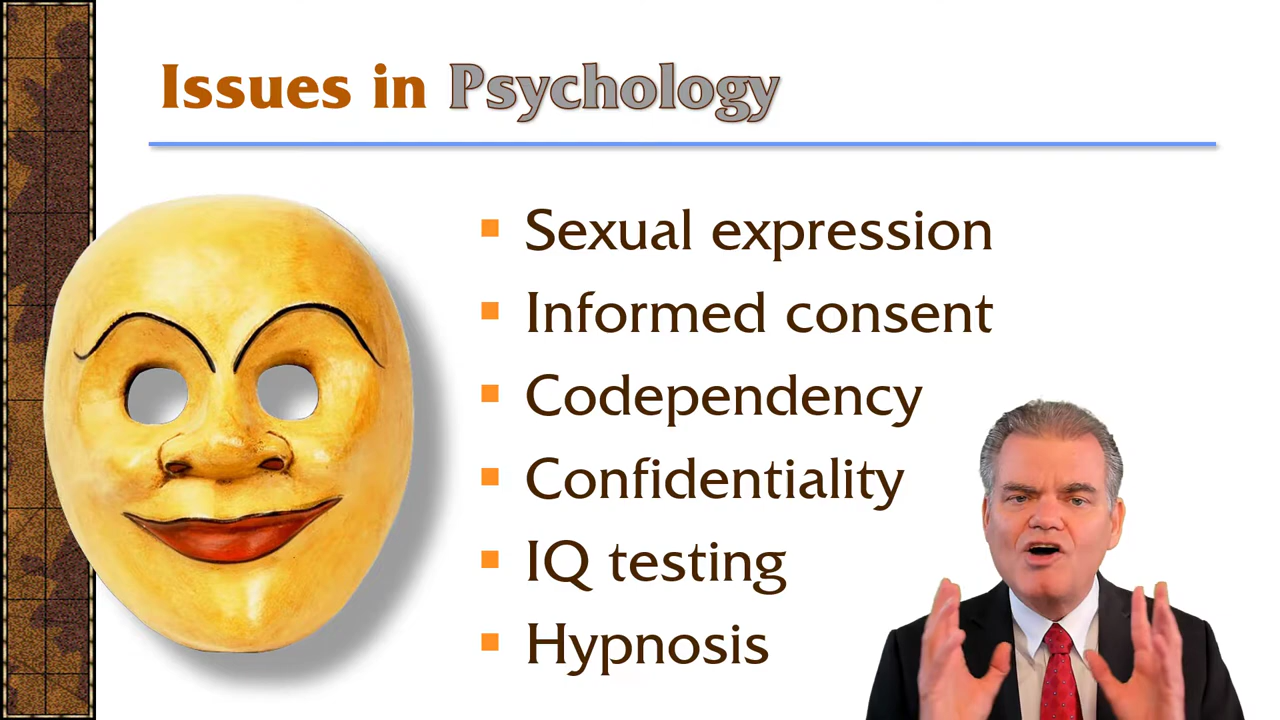 Issues in Psychology
Sexual expression
Informed consent
Codependency
Confidentiality
IQ testing
Hypnosis